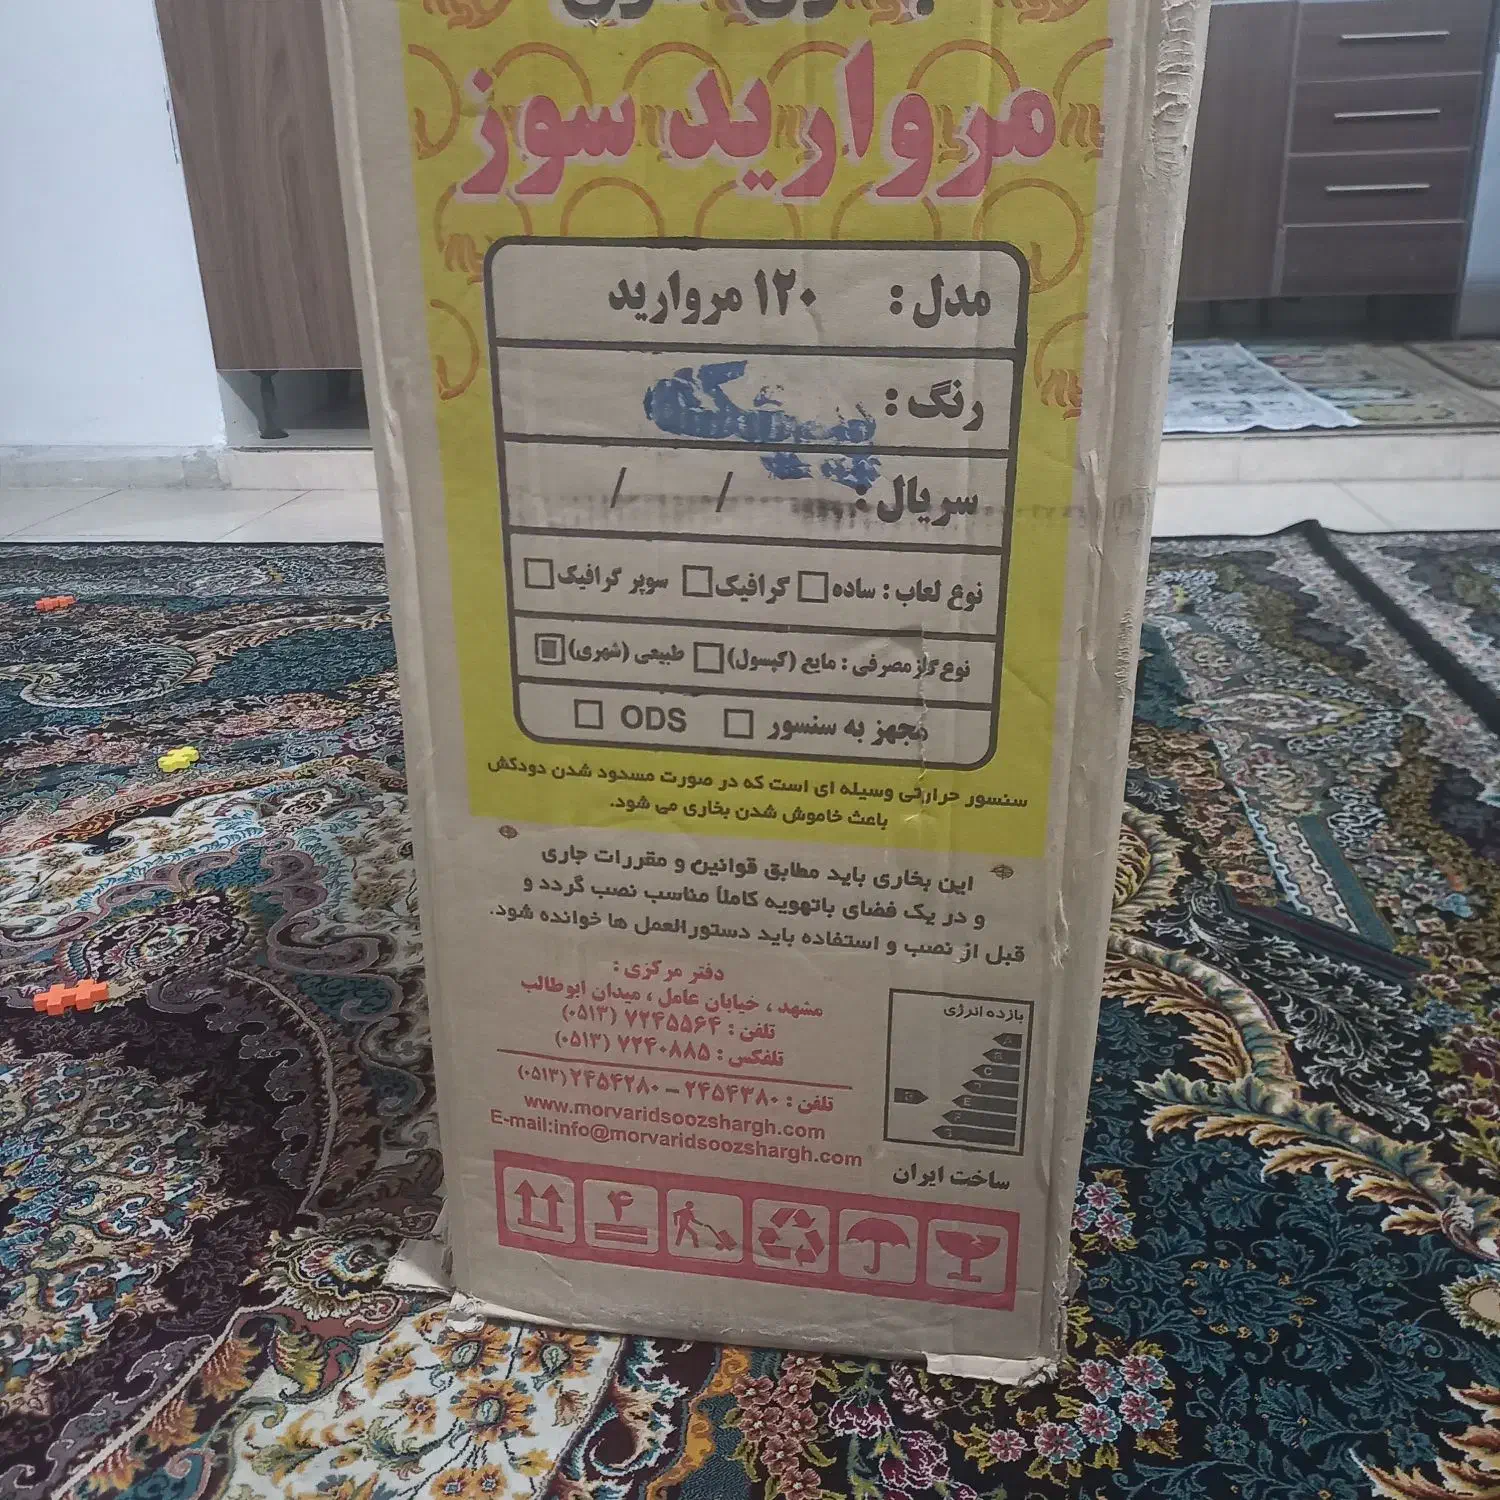 مروارید سوز
مدل : ۱۲۰ مروارید
رنگ :
سریال : / /
نوع لعاب : ساده گرافیک سوپر گرافیک
نوع گاز مصرفی : مایع (کپسول) طبیعی (شهری)
مجهز به سنسور ODS
سنسور حرارتی وسیله ای است که در صورت مسدود شدن دودکش
باعث خاموش شدن بخاری می شود.
این بخاری باید مطابق قوانین و مقررات جاری
و در یک فضای باتهویه کاملاً مناسب نصب گردد و
قبل از نصب و استفاده باید دستورالعمل ها خوانده شود.
دفتر مرکزی :
مشهد ، خیابان عامل ، میدان ابوطالب
تلفن : ۷۲۴۵۵۶۴ (۰۵۱۳)
تلفکس : ۷۲۴۰۸۸۵ (۰۵۱۳)
تلفن : ۲۴۵۴۳۸۰ – ۲۴۵۴۲۸۰ (۰۵۱۳)
www.morvaridsoozshargh.com
E-mail:info@morvaridsoozshargh.com
بازده انرژی
A
E
ساخت ایران
۴